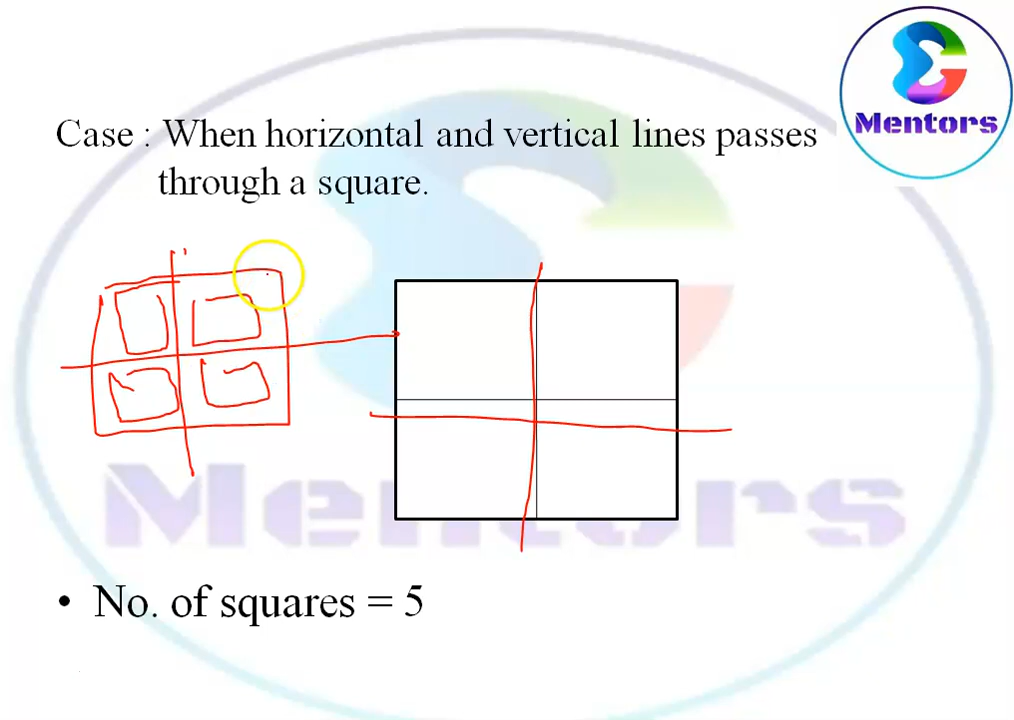 Mentors
Case : When horizontal and vertical lines passes
through a square.
Mentors
• No. of squares = 5